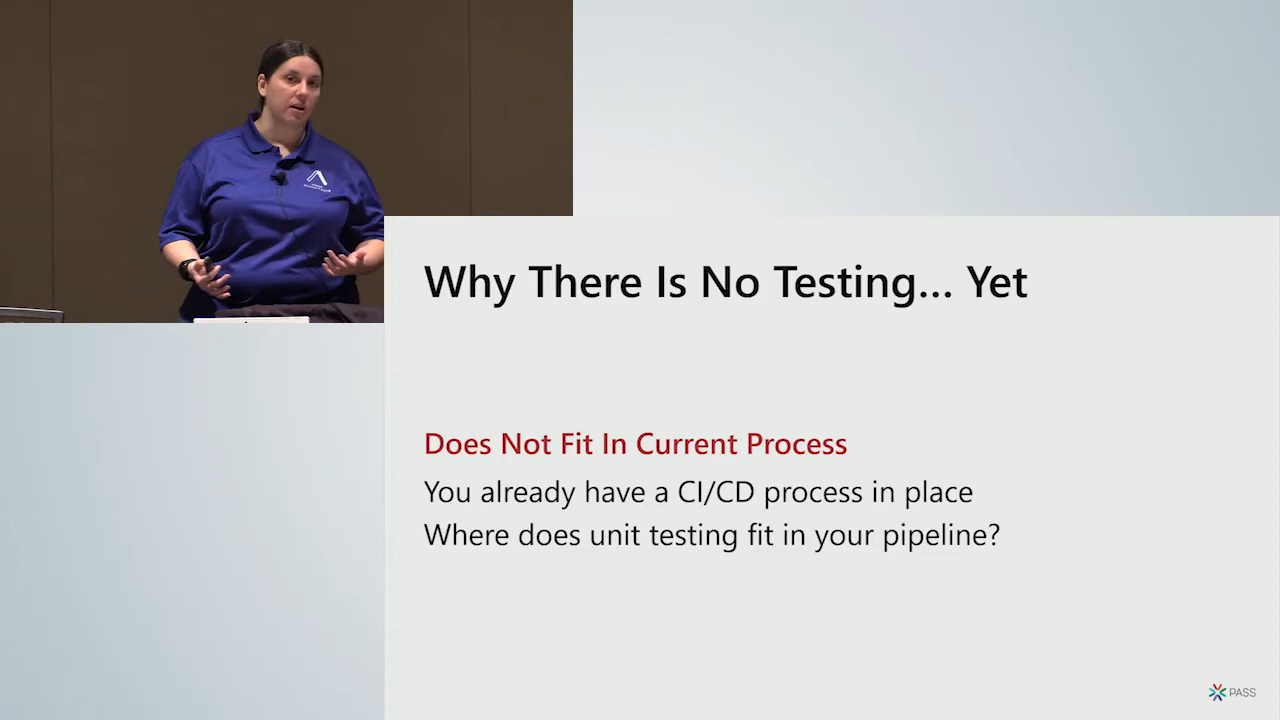 Why There Is No Testing... Yet
Does Not Fit In Current Process
You already have a CI/CD process in place
Where does unit testing fit in your pipeline?
PASS